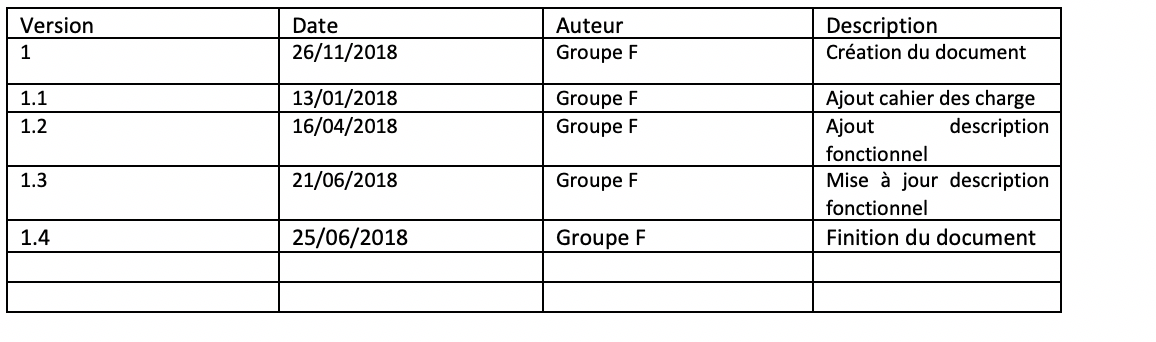 Version Date Auteur Description
1 26/11/2018 Groupe F Création du document
1.1 13/01/2018 Groupe F Ajout cahier des charge
1.2 16/04/2018 Groupe F Ajout description
fonctionnel
1.3 21/06/2018 Groupe F Mise à jour description
fonctionnel
1.4 25/06/2018 Groupe F Finition du document